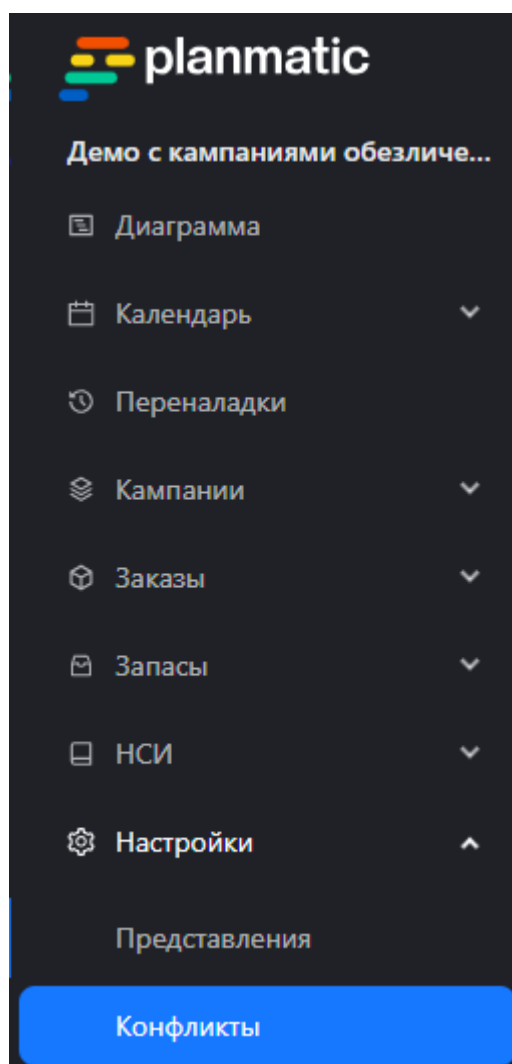 planmatic
Демо с кампаниями обезличе...
Диаграмма
Календарь
Переналадки
Кампании
Заказы
Запасы
НСИ
Настройки
Представления
Конфликты